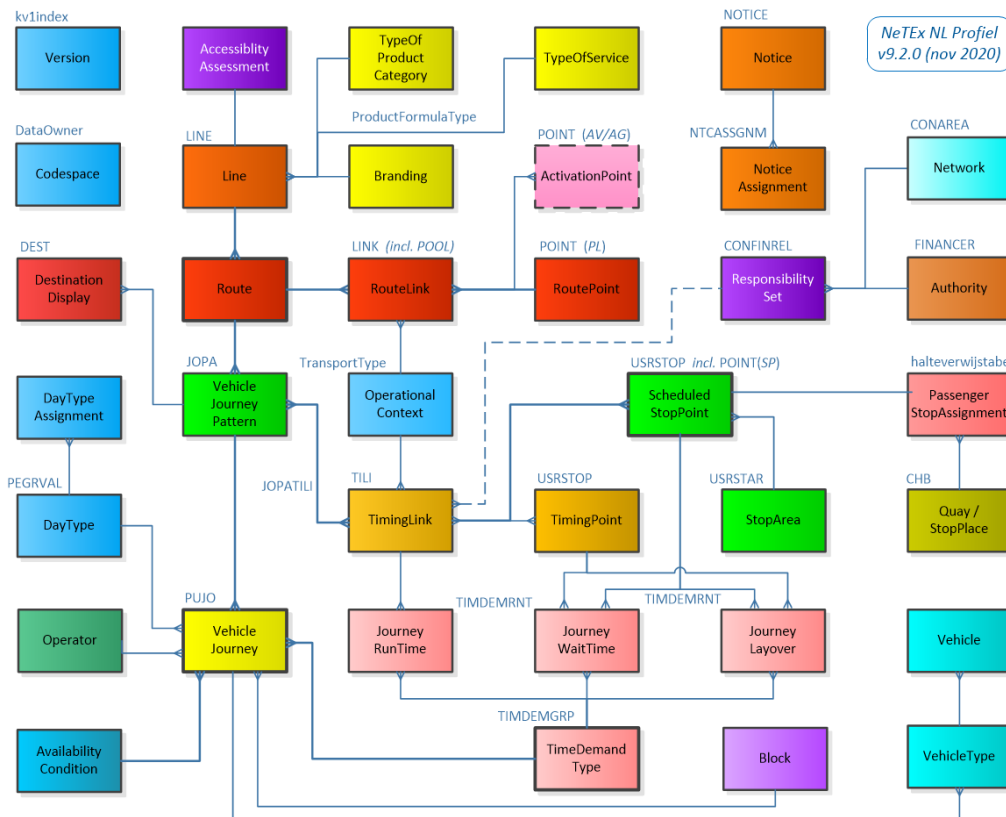 kv1index
NOTICE
NeTEx NL Profiel
v9.2.0 (nov 2020)
Version
Accessiblity
Assessment
TypeOf
Product
Category
TypeOfService
Notice
DataOwner
LINE
ProductFormulaType
POINT (AV/AG)
NTCASSGNM
CONAREA
Codespace
Line
Branding
ActivationPoint
Notice
Assignment
Network
DEST
LINK (incl. POOL)
POINT (PL)
CONFINREL
FINANCER
Destination
Display
Route
RouteLink
RoutePoint
Responsibility
Set
Authority
JOPA
TransportType
USRSTOP incl. POINT(SP)
halteverwijstabel
DayType
Assignment
Vehicle
Journey
Pattern
Operational
Context
Scheduled
StopPoint
Passenger
StopAssignment
PEGRVAL
JOPATILI
TILI
USRSTOP
USRSTAR
CHB
DayType
TimingLink
TimingPoint
StopArea
Quay /
StopPlace
PUJO
TIMDEMRNT
TIMDEMRNT
Operator
Vehicle
Journey
Journey
RunTime
Journey
WaitTime
Journey
Layover
Vehicle
TIMDEMGRP
Availability
Condition
TimeDemand
Type
Block
VehicleType